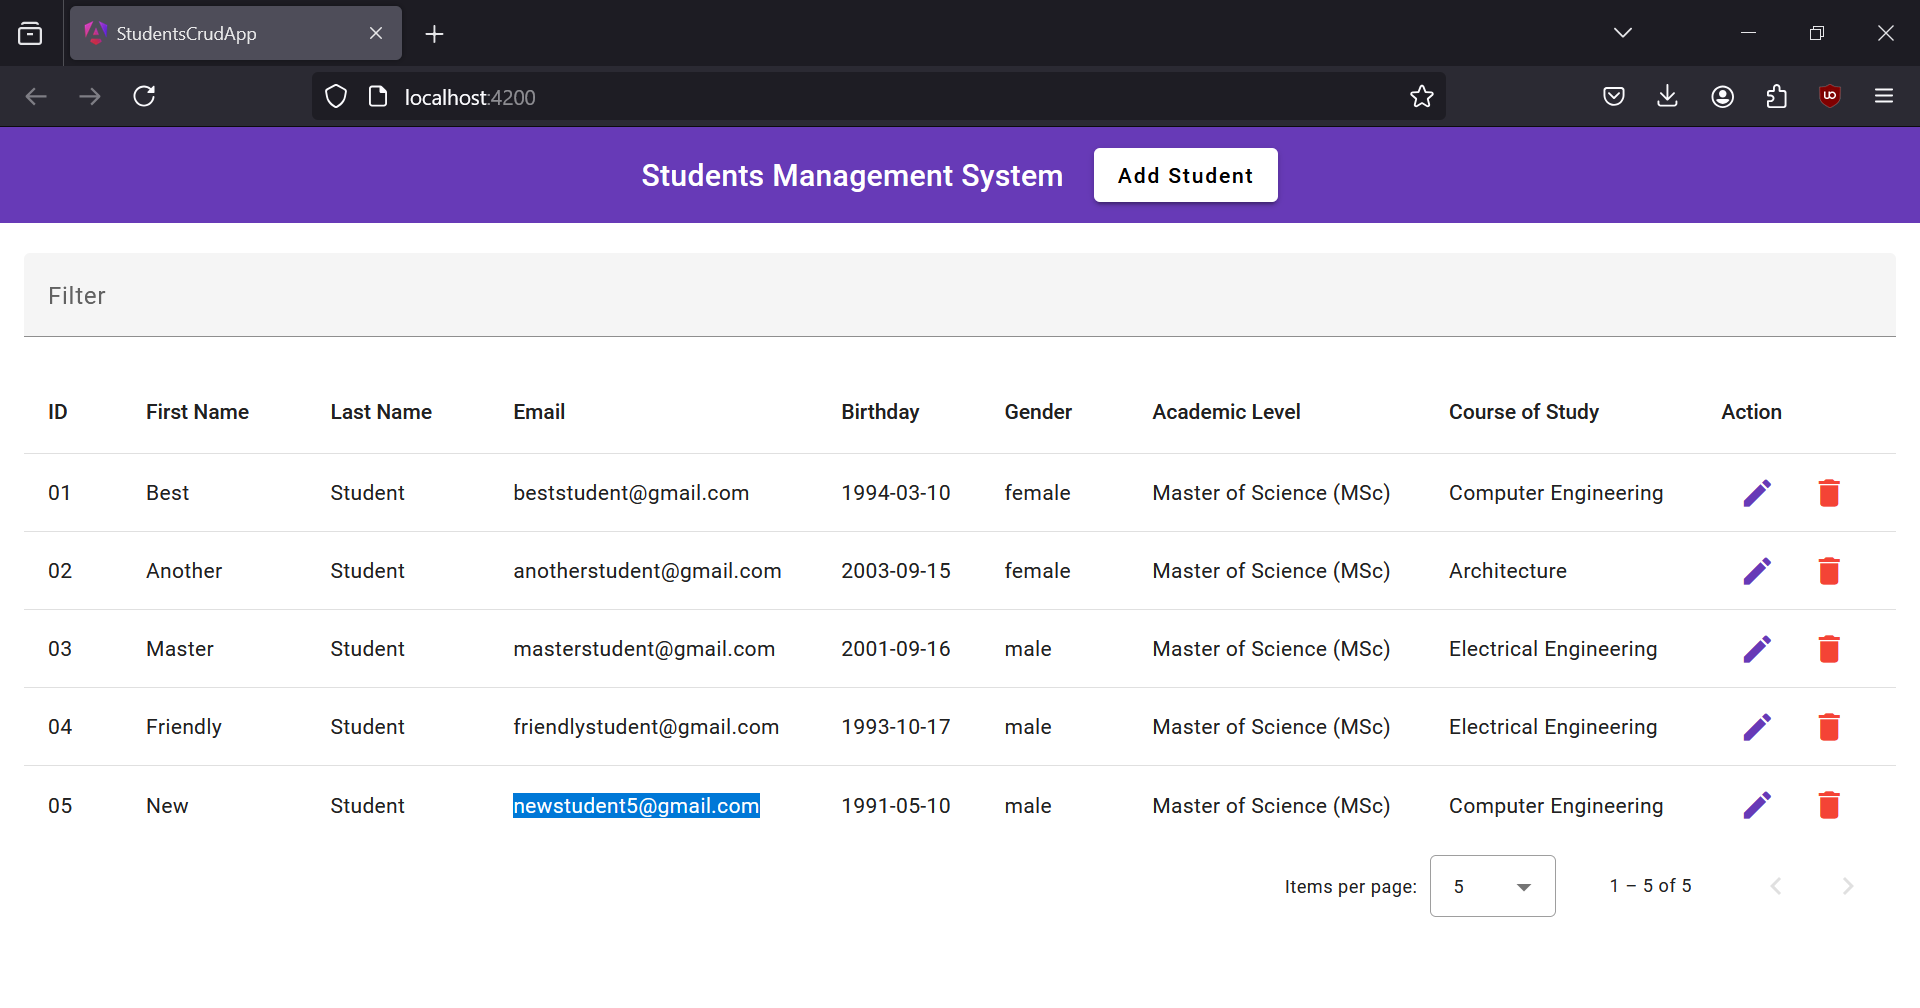 StudentsCrudApp
localhost:4200
Students Management System Add Student
Filter
ID First Name Last Name Email Birthday Gender Academic Level Course of Study Action
01 Best Student beststudent@gmail.com 1994-03-10 female Master of Science (MSc) Computer Engineering
02 Another Student anotherstudent@gmail.com 2003-09-15 female Master of Science (MSc) Architecture
03 Master Student masterstudent@gmail.com 2001-09-16 male Master of Science (MSc) Electrical Engineering
04 Friendly Student friendlystudent@gmail.com 1993-10-17 male Master of Science (MSc) Electrical Engineering
05 New Student newstudent5@gmail.com 1991-05-10 male Master of Science (MSc) Computer Engineering
Items per page: 5 1 – 5 of 5